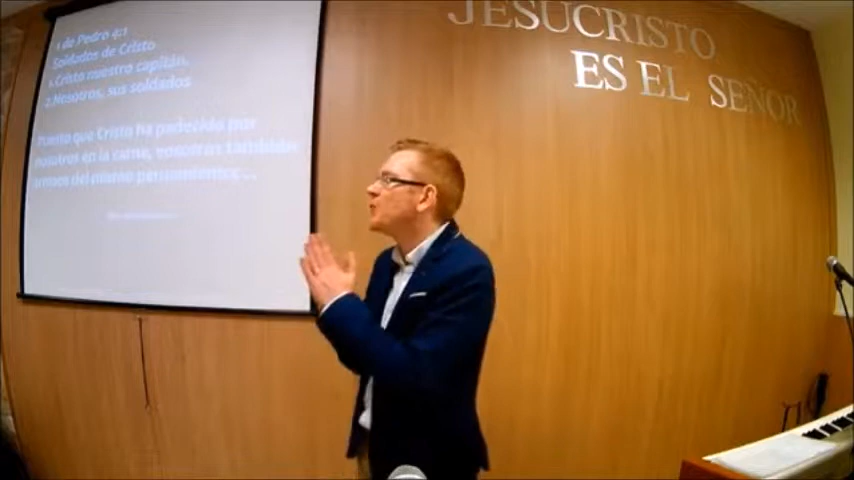 1 de Pedro 4:1
Soldados de Cristo
1.Cristo nuestro capitán.
2.Nosotros, sus soldados
Puesto que Cristo ha padecido por
nosotros en la carne, vosotros también
armaos del mismo pensamiento. ...
JESUCRISTO
ES EL SEÑOR